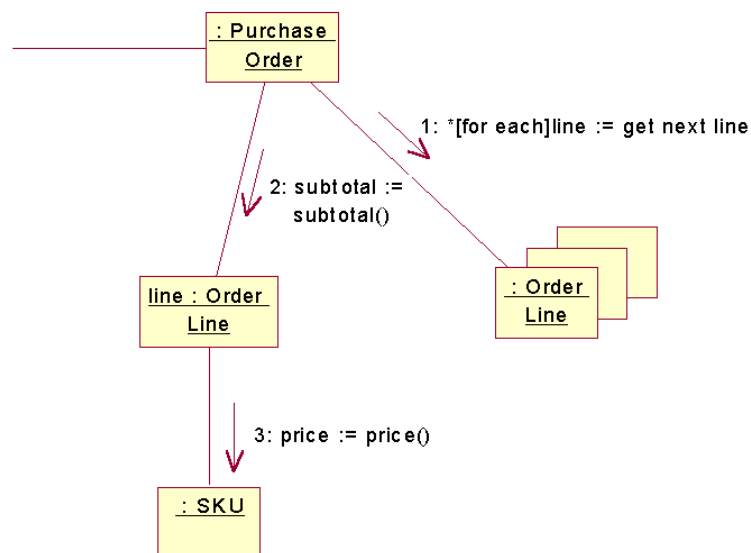 : Purchase
Order
1: *[for each]line := get next line
2: subtotal :=
subtotal()
line : Order
Line
: Order
Line
3: price := price()
: SKU